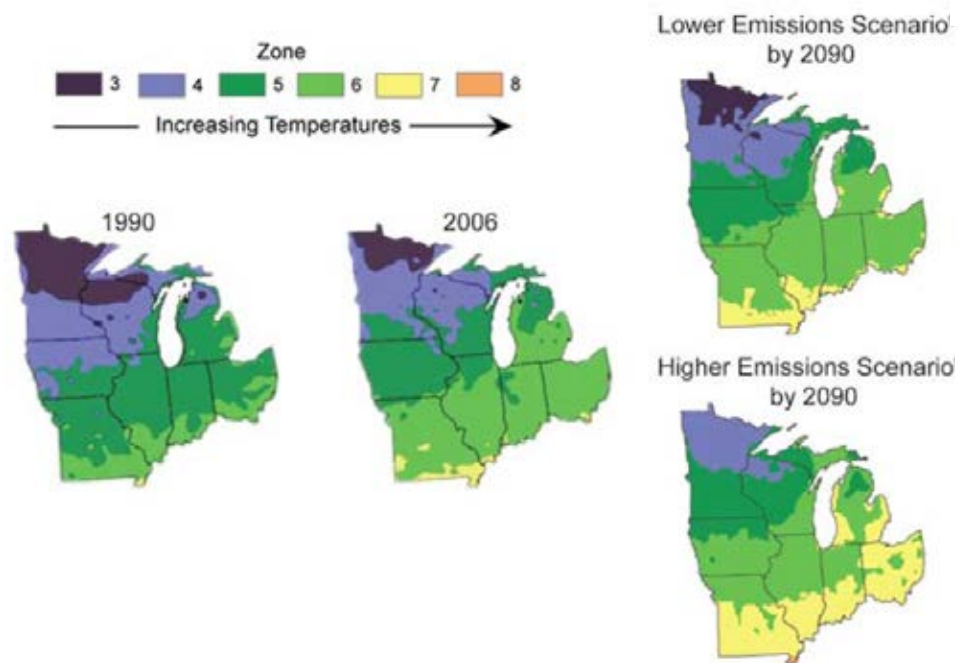 Zone
3 4 5 6 7 8
Increasing Temperatures
1990
2006
Lower Emissions Scenario'
by 2090
Higher Emissions Scenario'
by 2090